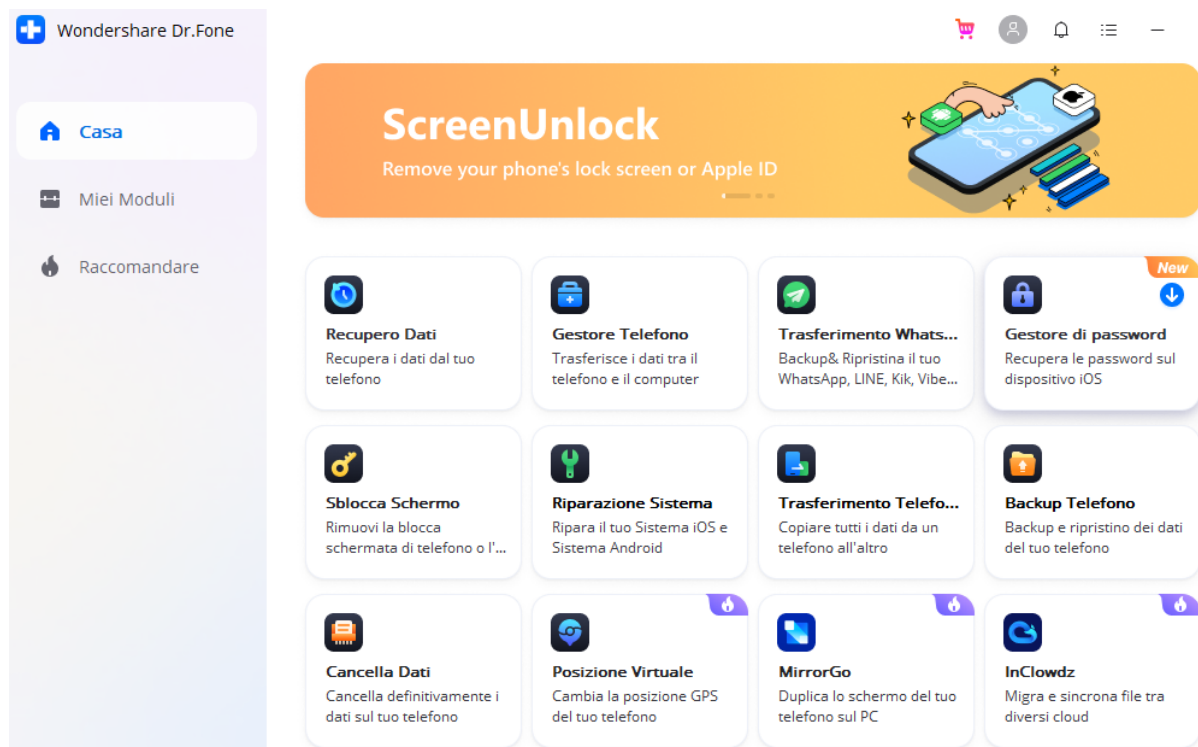 Wondershare Dr.Fone
Casa
Miei Moduli
Raccomandare
ScreenUnlock
Remove your phone's lock screen or Apple ID
Recupero Dati
Recupera i dati dal tuo
telefono
Gestore Telefono
Trasferisce i dati tra il
telefono e il computer
Trasferimento Whats...
Backup& Ripristina il tuo
WhatsApp, LINE, Kik, Vibe...
New
Gestore di password
Recupera le password sul
dispositivo iOS
Sblocca Schermo
Rimuovi la blocca
schermata di telefono o l'...
Riparazione Sistema
Ripara il tuo Sistema iOS e
Sistema Android
Trasferimento Telefo...
Copiare tutti i dati da un
telefono all'altro
Backup Telefono
Backup e ripristino dei dati
del tuo telefono
Cancella Dati
Cancella definitivamente i
dati sul tuo telefono
Posizione Virtuale
Cambia la posizione GPS
del tuo telefono
MirrorGo
Duplica lo schermo del tuo
telefono sul PC
InClowdz
Migra e sincrona file tra
diversi cloud